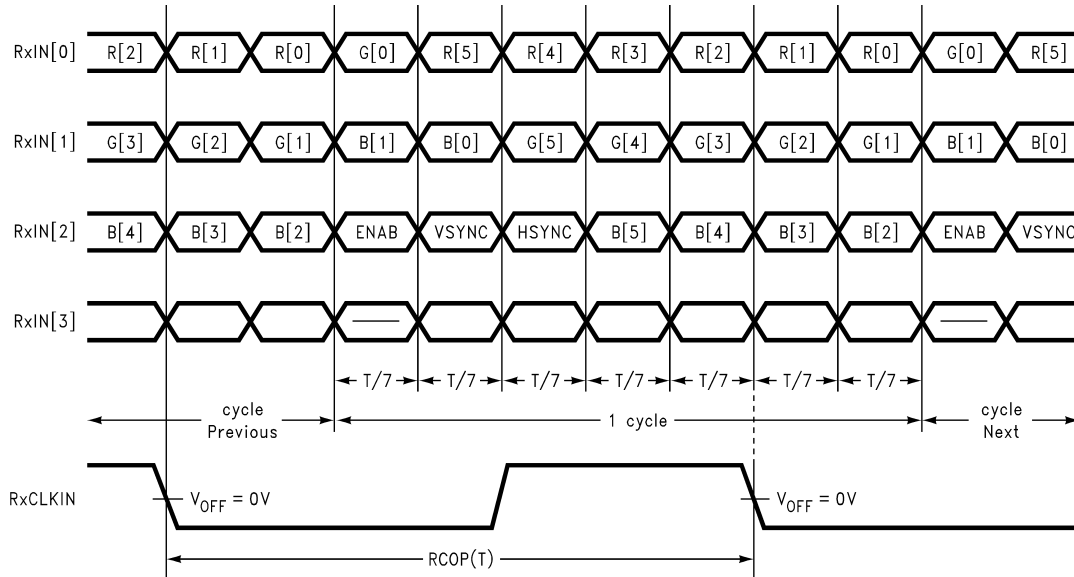 RxIN[0] R[2] R[1] R[0] G[0] R[5] R[4] R[3] R[2] R[1] R[0] G[0] R[5]
RxIN[1] G[3] G[2] G[1] B[1] B[0] G[5] G[4] G[3] G[2] G[1] B[1] B[0]
RxIN[2] B[4] B[3] B[2] ENAB VSYNC HSYNC B[5] B[4] B[3] B[2] ENAB VSYNC
RxIN[3]
T/7 T/7 T/7 T/7 T/7 T/7 T/7
cycle
Previous
1 cycle
cycle
Next
RxCLKIN
VOFF = 0V
VOFF = 0V
RCOP(T)